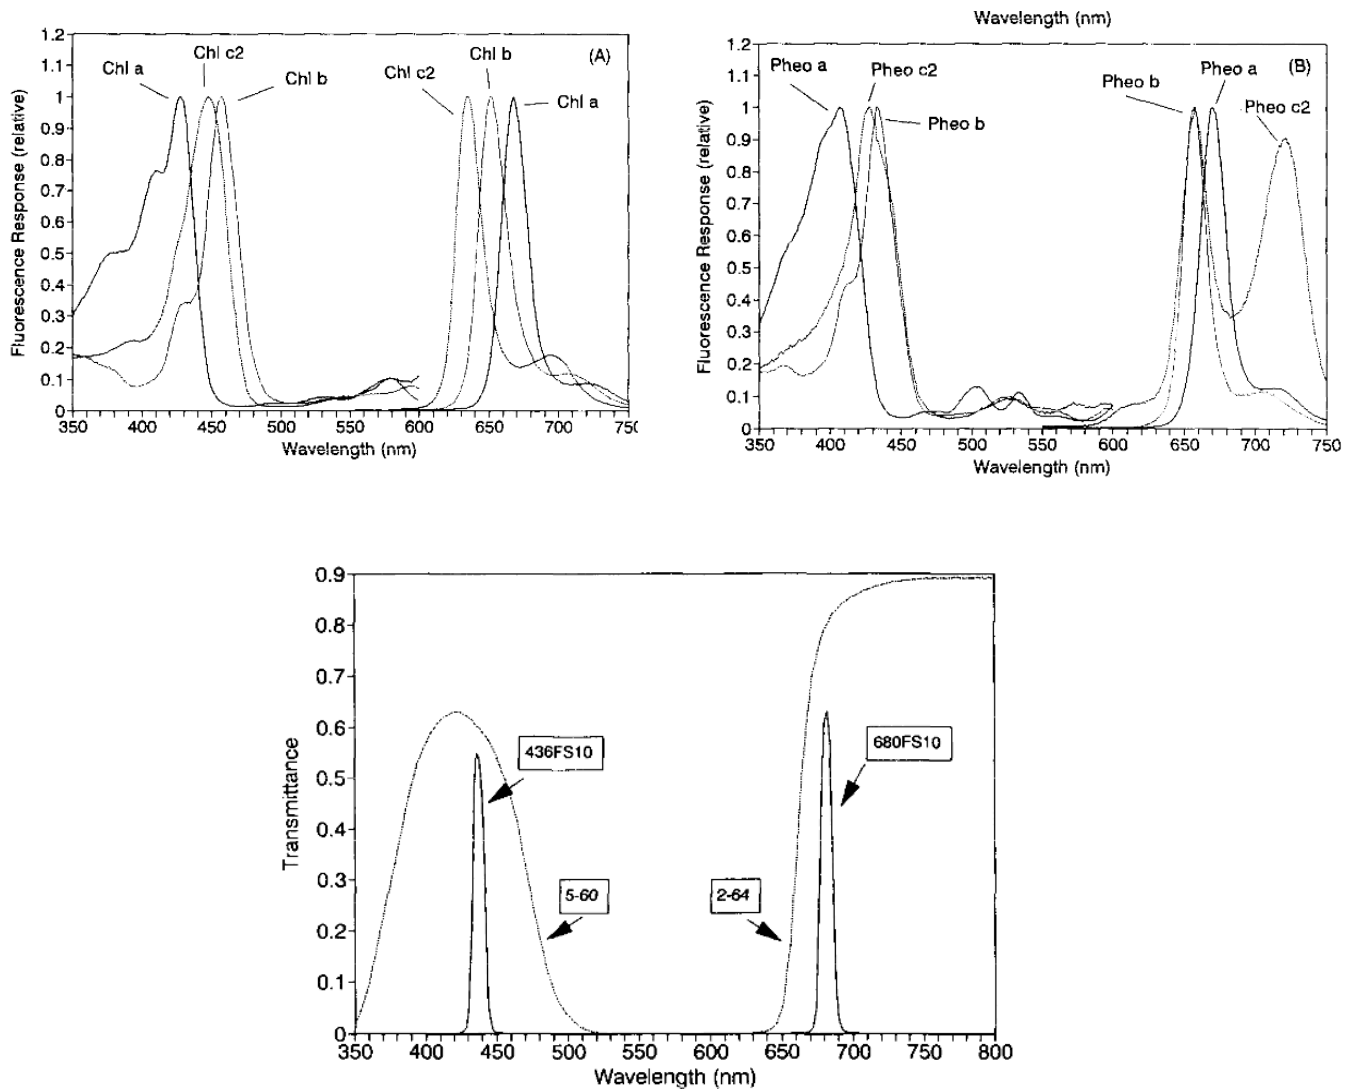 Wavelength (nm)
(A)
Chl a
Chl c2
Chl b
Chl c2
Chl b
Chl a
Fluorescence Response (relative)
1.2
1.1
1
0.9
0.8
0.7
0.6
0.5
0.4
0.3
0.2
0.1
0
350 400 450 500 550 600 650 700 750
Wavelength (nm)
(B)
Pheo a
Pheo c2
Pheo b
Pheo b
Pheo a
Pheo c2
Fluorescence Response (relative)
1.2
1.1
1
0.9
0.8
0.7
0.6
0.5
0.4
0.3
0.2
0.1
0
350 400 450 500 550 600 650 700 750
Wavelength (nm)
Transmittance
0.9
0.8
0.7
0.6
0.5
0.4
0.3
0.2
0.1
0
436FS10
680FS10
5-60
2-64
350 400 450 500 550 600 650 700 750 800
Wavelength (nm)